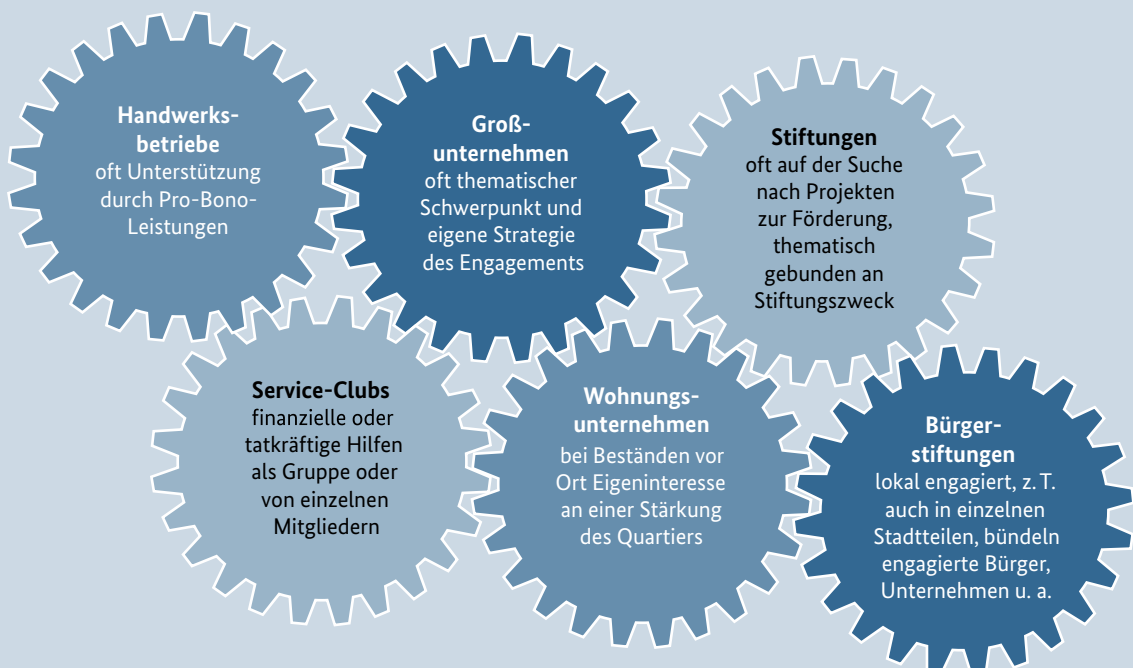 Handwerks-
betriebe
oft Unterstützung
durch Pro-Bono-
Leistungen
Groß-
unternehmen
oft thematischer
Schwerpunkt und
eigene Strategie
des Engagements
Stiftungen
oft auf der Suche
nach Projekten
zur Förderung,
thematisch
gebunden an
Stiftungszweck
Service-Clubs
finanzielle oder
tatkräftige Hilfen
als Gruppe oder
von einzelnen
Mitgliedern
Wohnungs-
unternehmen
bei Beständen vor
Ort Eigeninteresse
an einer Stärkung
des Quartiers
Bürger-
stiftungen
lokal engagiert, z. T.
auch in einzelnen
Stadtteilen, bündeln
engagierte Bürger,
Unternehmen u. a.